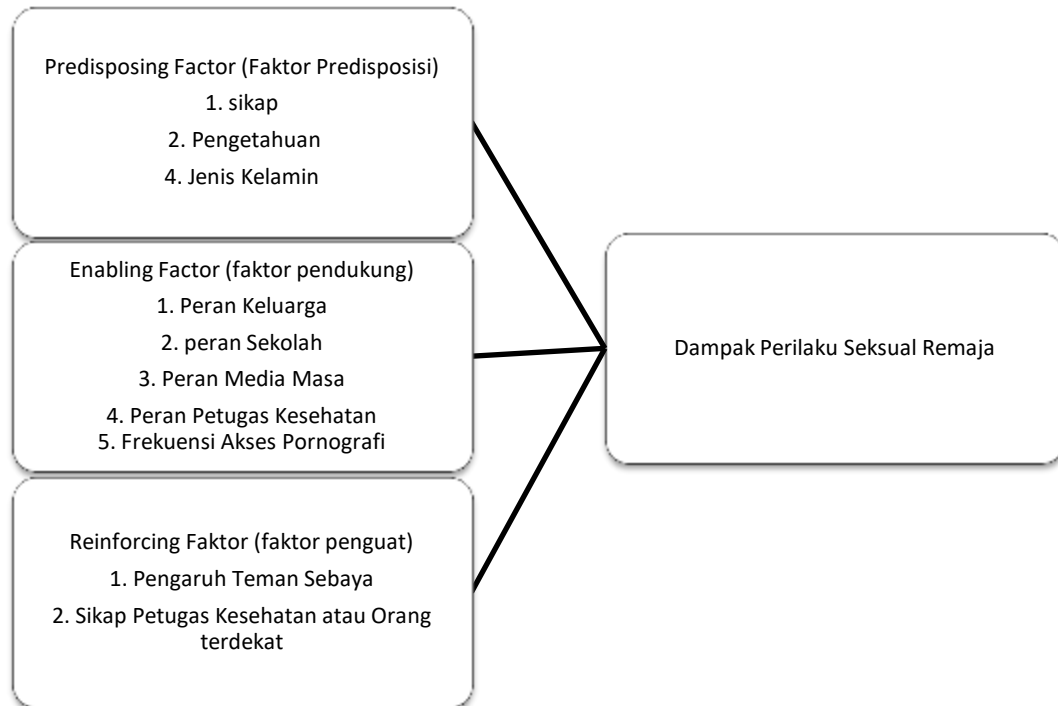 Predisposing Factor (Faktor Predisposisi)
1. sikap
2. Pengetahuan
4. Jenis Kelamin
Enabling Factor (faktor pendukung)
1. Peran Keluarga
2. peran Sekolah
3. Peran Media Masa
4. Peran Petugas Kesehatan
5. Frekuensi Akses Pornografi
Reinforcing Faktor (faktor penguat)
1. Pengaruh Teman Sebaya
2. Sikap Petugas Kesehatan atau Orang
terdekat
Dampak Perilaku Seksual Remaja